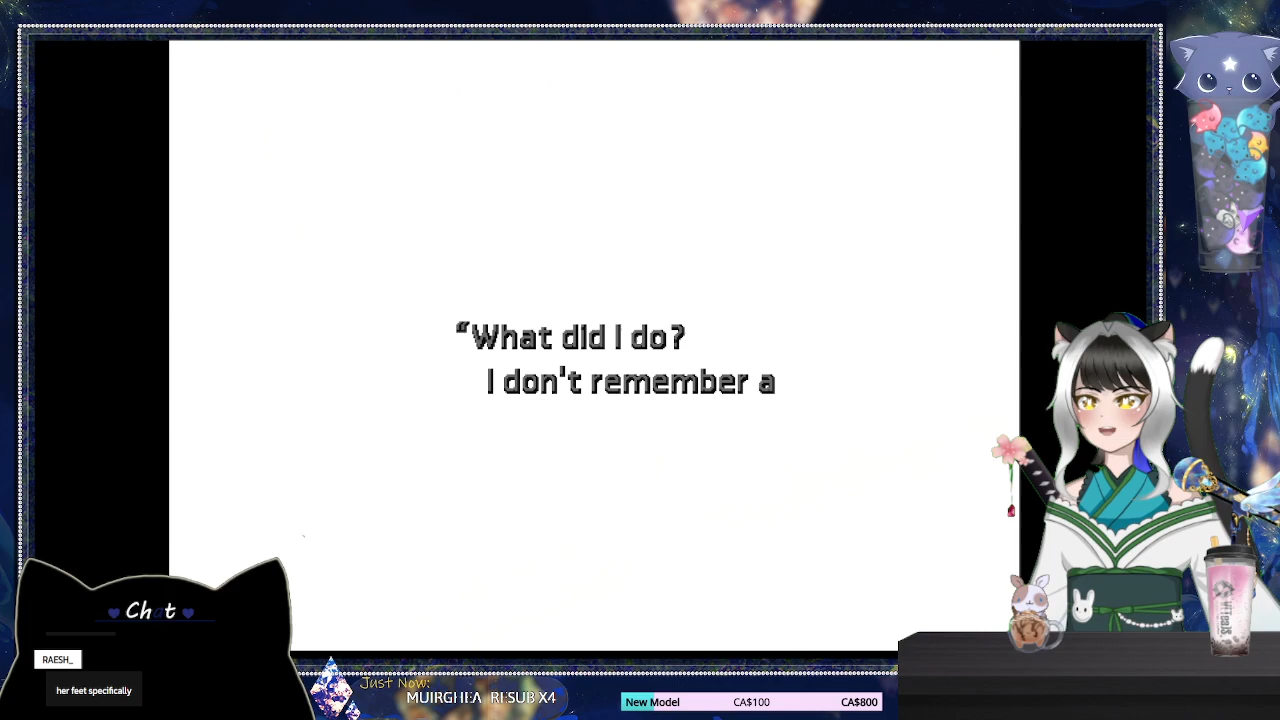 “What did I do?
I don't remember a
Chat
RAESH_
her feet specifically
Just Now:
MUIRGHEA RESUB X4
New Model CA$100 CA$800